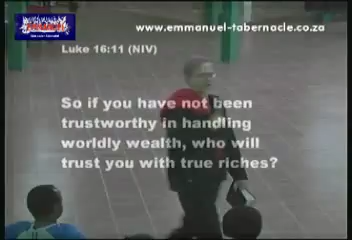 www.emmanuel-tabernacle.co.za
Luke 16:11 (NIV)
So if you have not been
trustworthy in handling
worldly wealth, who will
trust you with true riches?